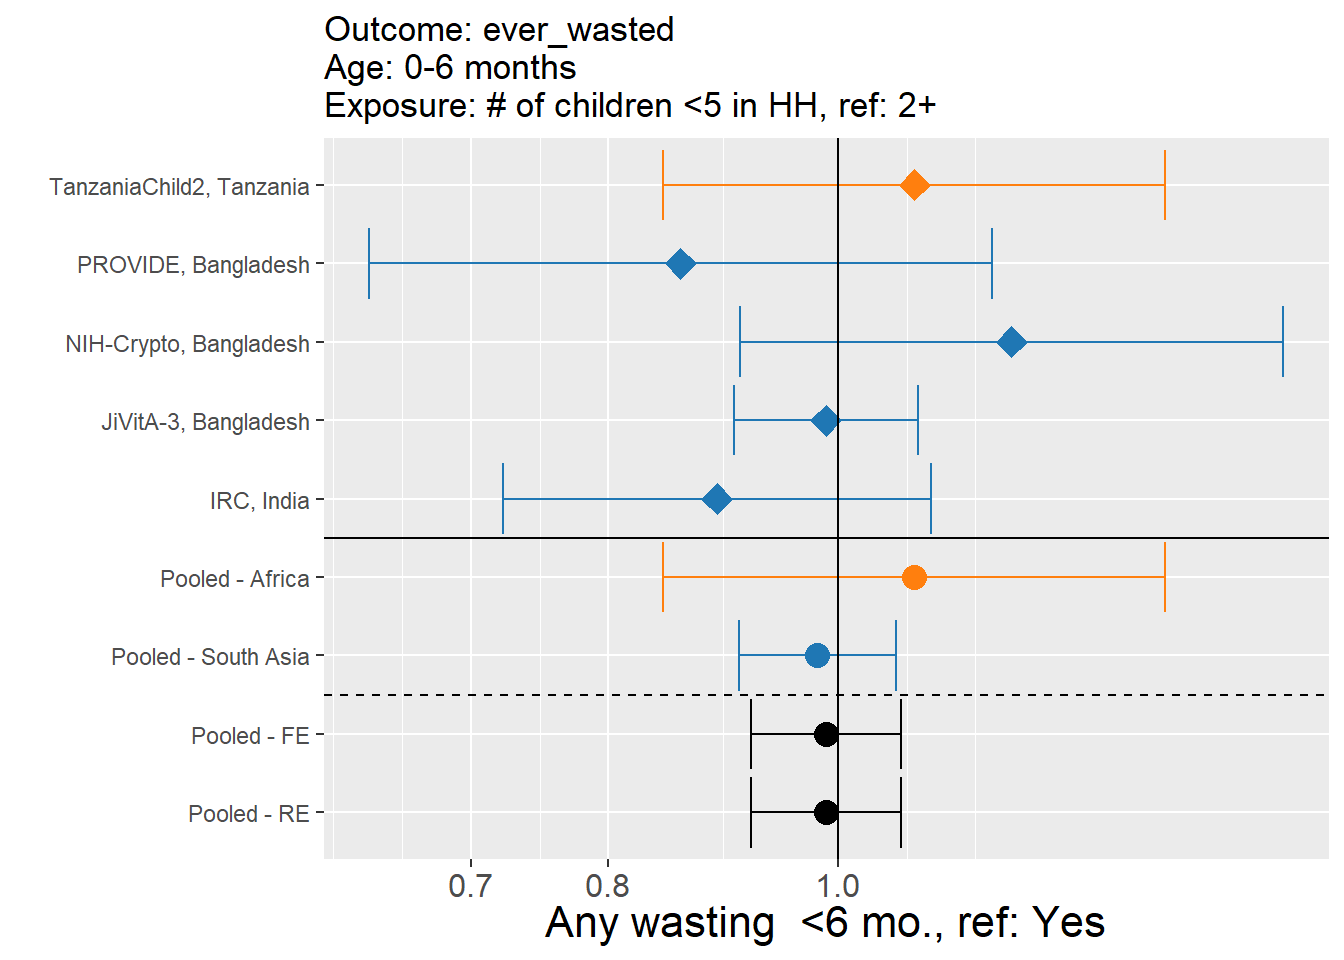 Outcome: ever_wasted
Age: 0-6 months
Exposure: # of children <5 in HH, ref: 2+
TanzaniaChild2, Tanzania
PROVIDE, Bangladesh
NIH-Crypto, Bangladesh
JiVitA-3, Bangladesh
IRC, India
Pooled - Africa
Pooled - South Asia
Pooled - FE
Pooled - RE
0.7 0.8 1.0
Any wasting  <6 mo., ref: Yes